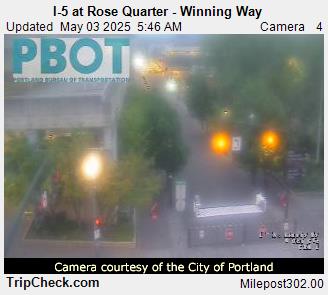 I-5 at Rose Quarter - Winning Way
Updated May 03 2025 5:46 AM Camera 4
PBOT
PORTLAND BUREAU OF TRANSPORTATION
Camera courtesy of the City of Portland
TripCheck.com Milepost302.00